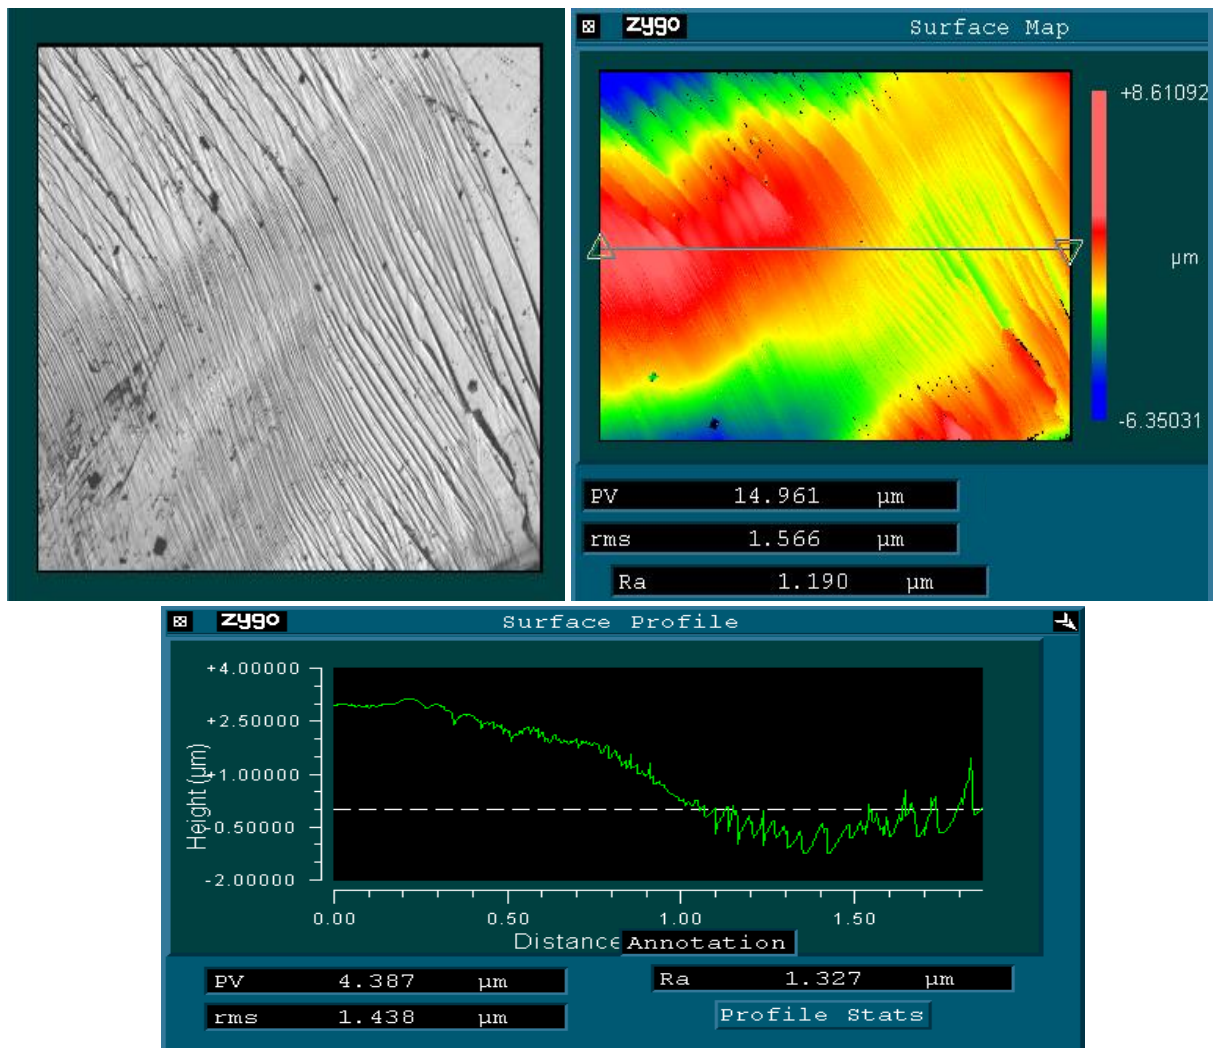 zygo Surface Map
+8.61092
µm
-6.35031
PV 14.961 µm
rms 1.566 µm
Ra 1.190 µm
zygo Surface Profile
+4.00000
+2.50000
+1.00000
-0.50000
-2.00000
Height (µm)
0.00 0.50 1.00 1.50
Distance Annotation
PV 4.387 µm Ra 1.327 µm
rms 1.438 µm Profile Stats